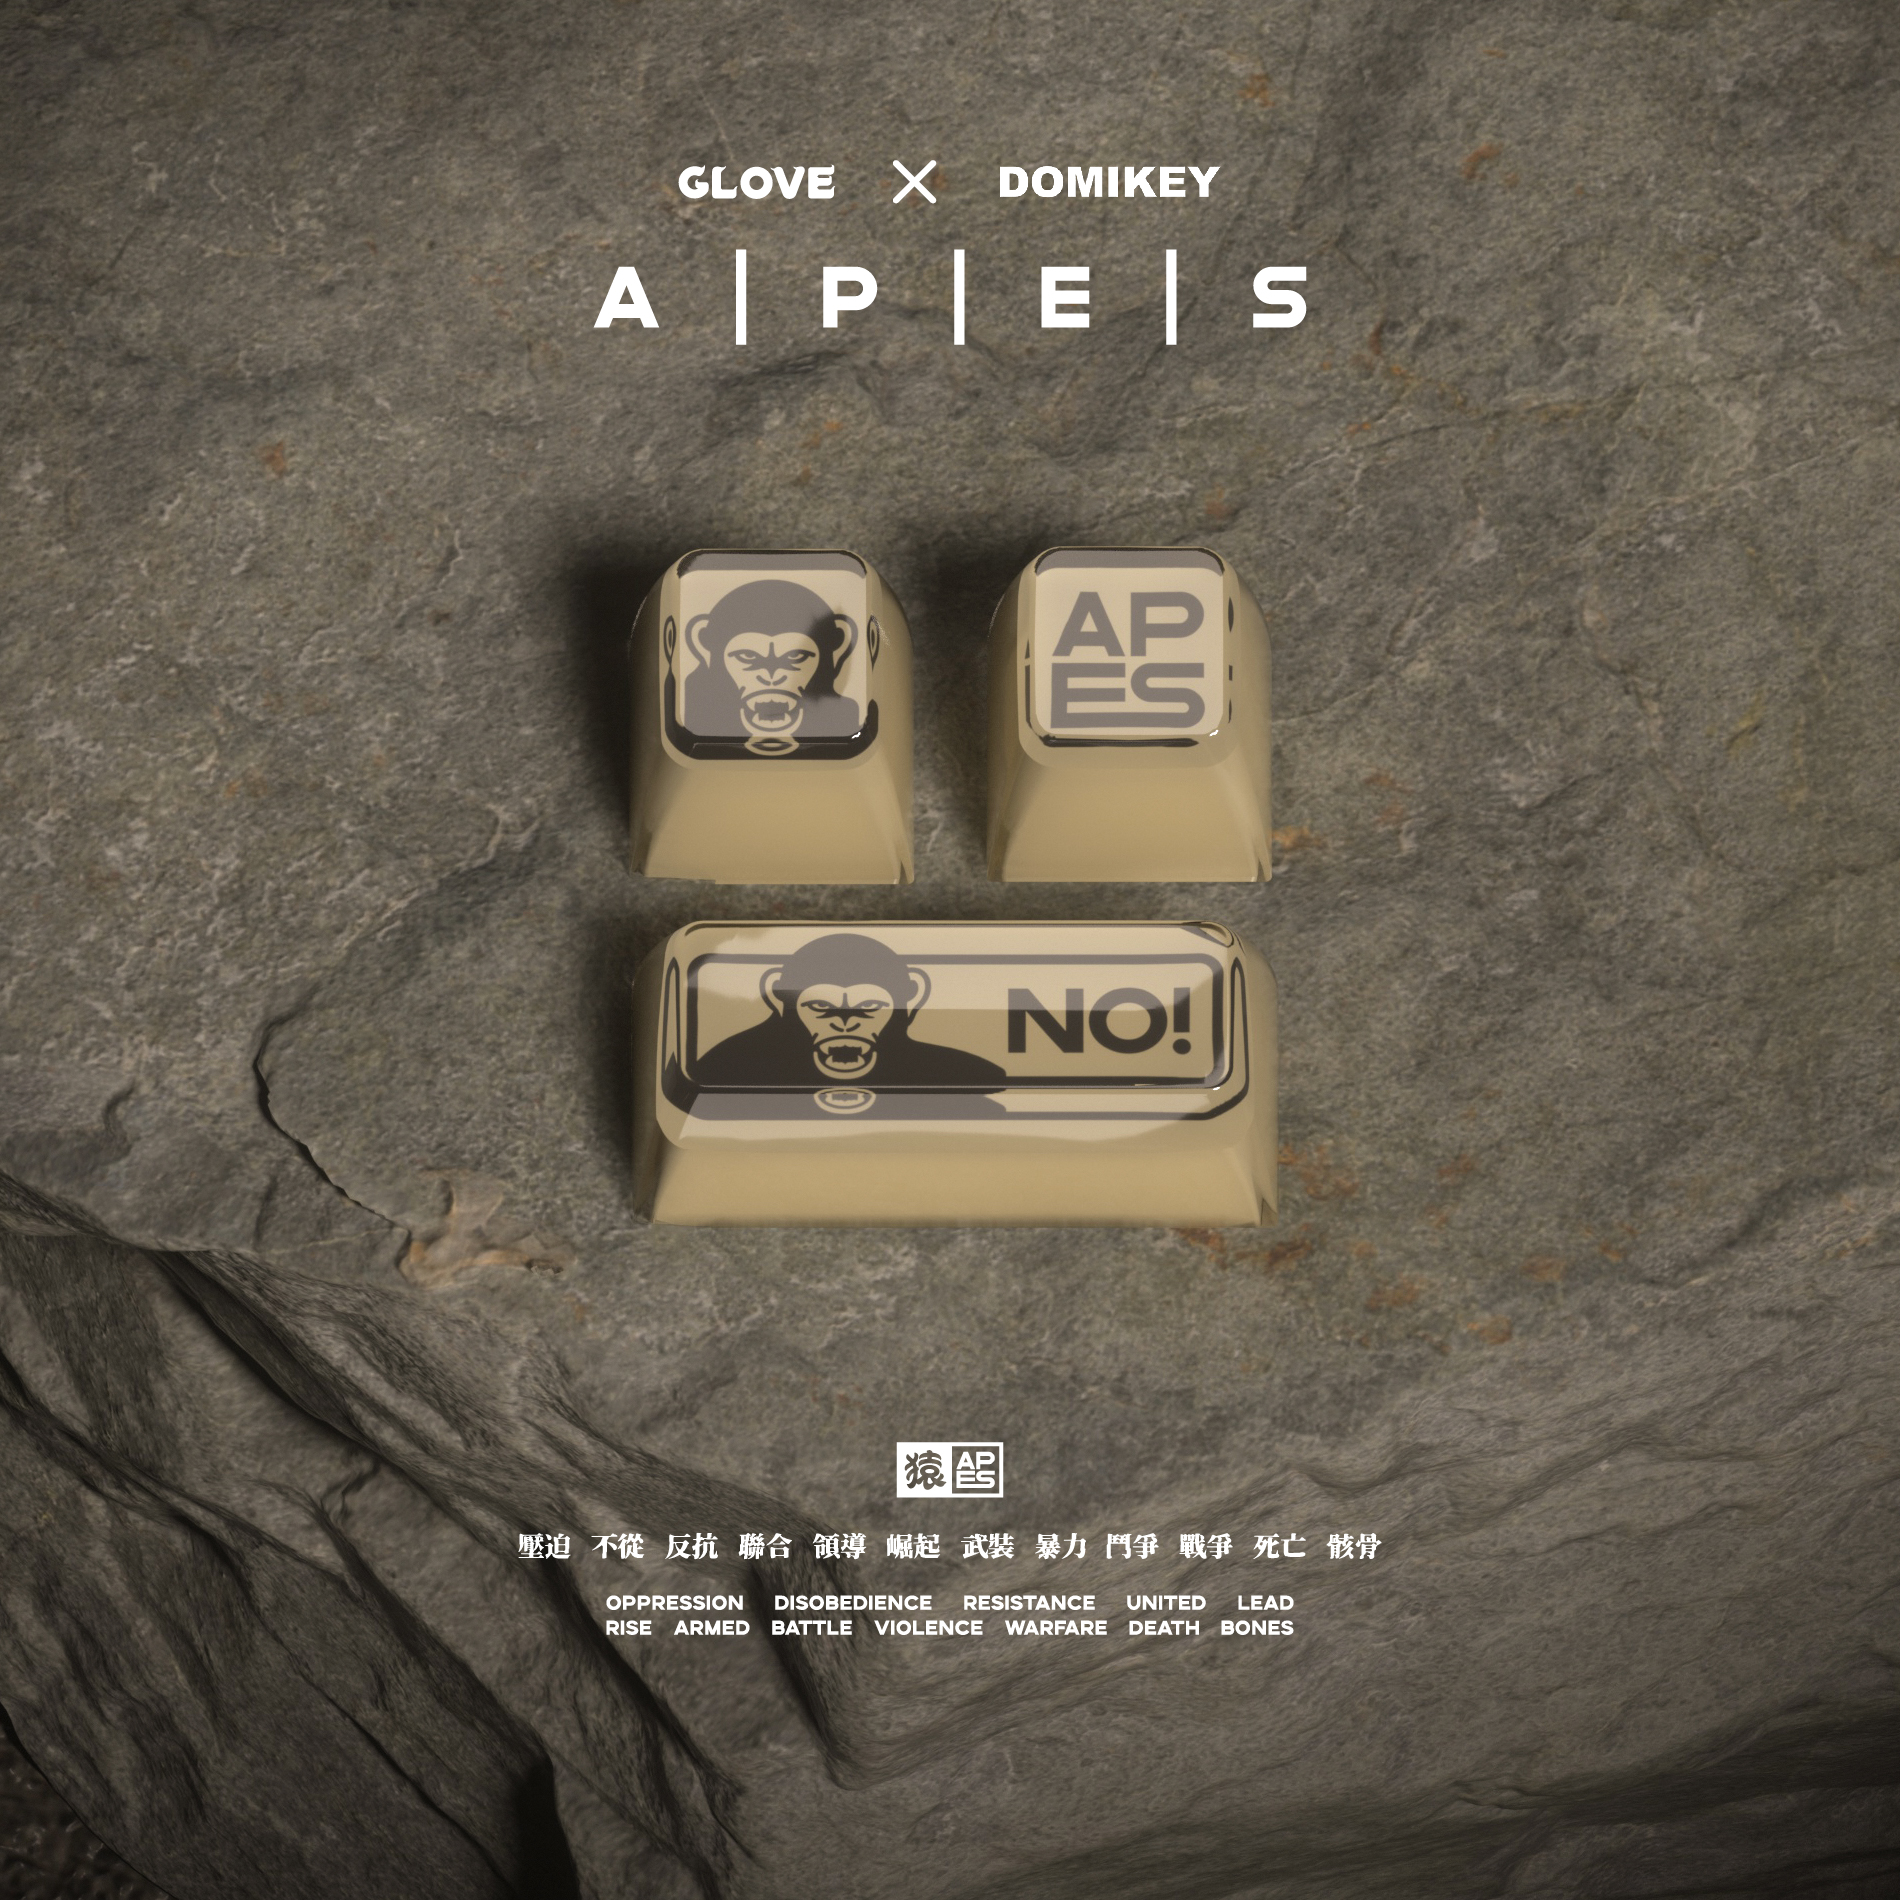 GLOVE × DOMIKEY
A | P | E | S
AP
ES
NO!
猿 AP
ES
壓迫 不從 反抗 聯合 領導 崛起 武裝 暴力 鬥爭 戰爭 死亡 骸骨
OPPRESSION DISOBEDIENCE RESISTANCE UNITED LEAD
RISE ARMED BATTLE VIOLENCE WARFARE DEATH BONES